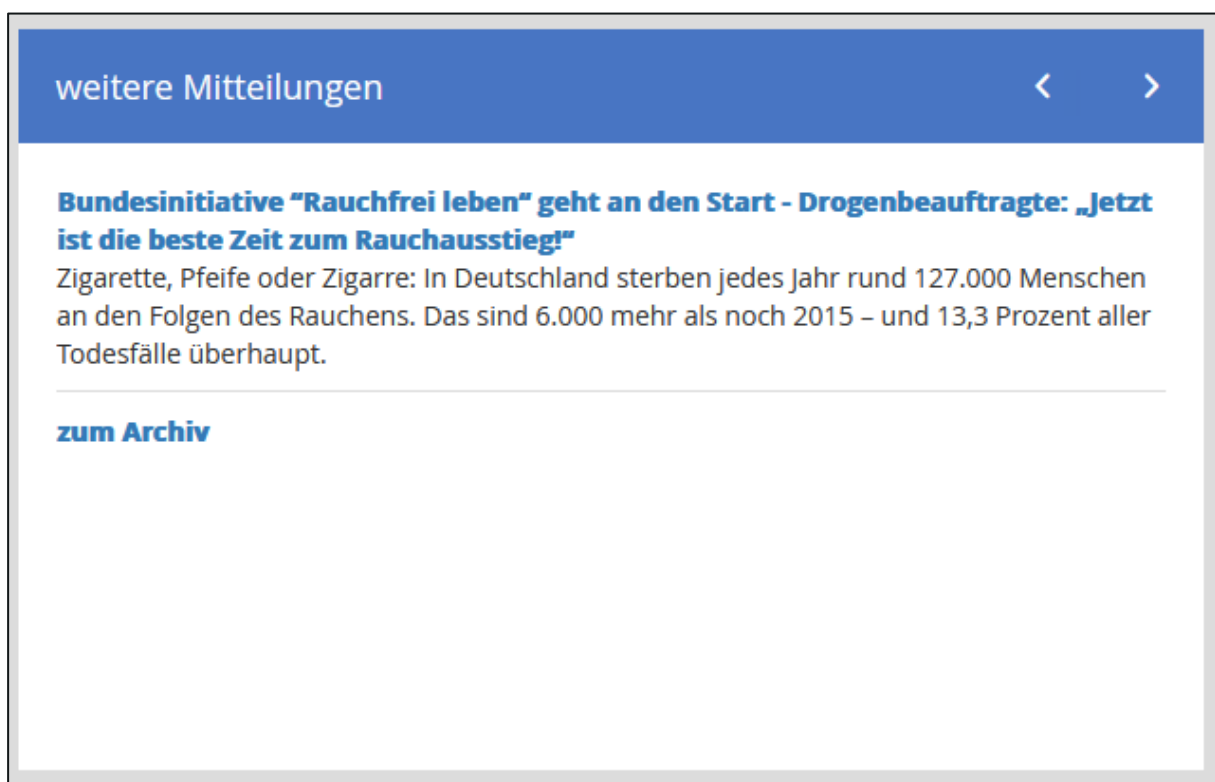 weitere Mitteilungen
Bundesinitiative “Rauchfrei leben“ geht an den Start - Drogenbeauftragte: „Jetzt
ist die beste Zeit zum Rauchausstieg!“
Zigarette, Pfeife oder Zigarre: In Deutschland sterben jedes Jahr rund 127.000 Menschen
an den Folgen des Rauchens. Das sind 6.000 mehr als noch 2015 – und 13,3 Prozent aller
Todesfälle überhaupt.
zum Archiv